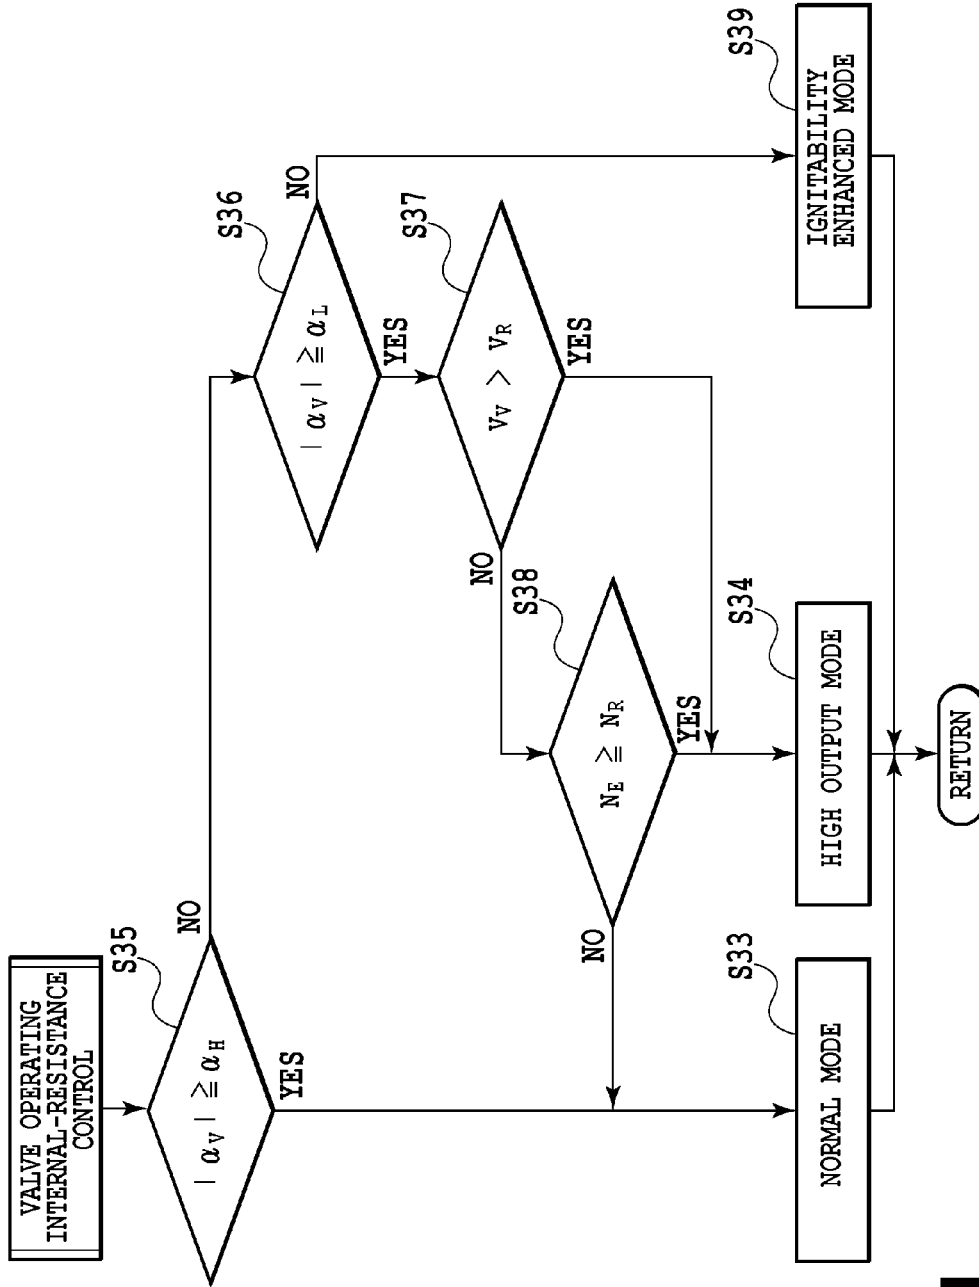 VALVE OPERATING
INTERNAL-RESISTANCE
CONTROL
S35
| αV | ≧ αH
NO
YES
S36
| αV | ≧ αL
NO
YES
S37
VV > VR
NO
YES
S38
NE ≧ NR
NO
YES
S33
NORMAL MODE
S34
HIGH OUTPUT MODE
S39
IGNITABILITY
ENHANCED MODE
RETURN